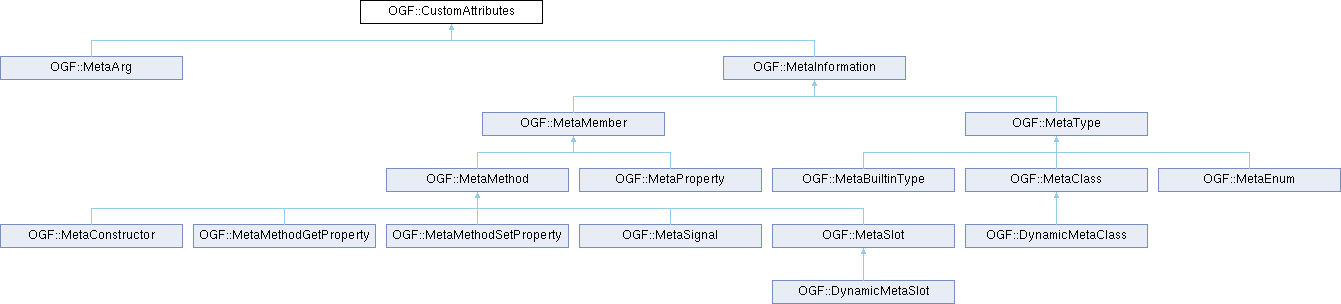 OGF::CustomAttributes
OGF::MetaArg
OGF::MetaInformation
OGF::MetaMember
OGF::MetaType
OGF::MetaMethod
OGF::MetaProperty
OGF::MetaBuiltinType
OGF::MetaClass
OGF::MetaEnum
OGF::MetaConstructor
OGF::MetaMethodGetProperty
OGF::MetaMethodSetProperty
OGF::MetaSignal
OGF::MetaSlot
OGF::DynamicMetaClass
OGF::DynamicMetaSlot